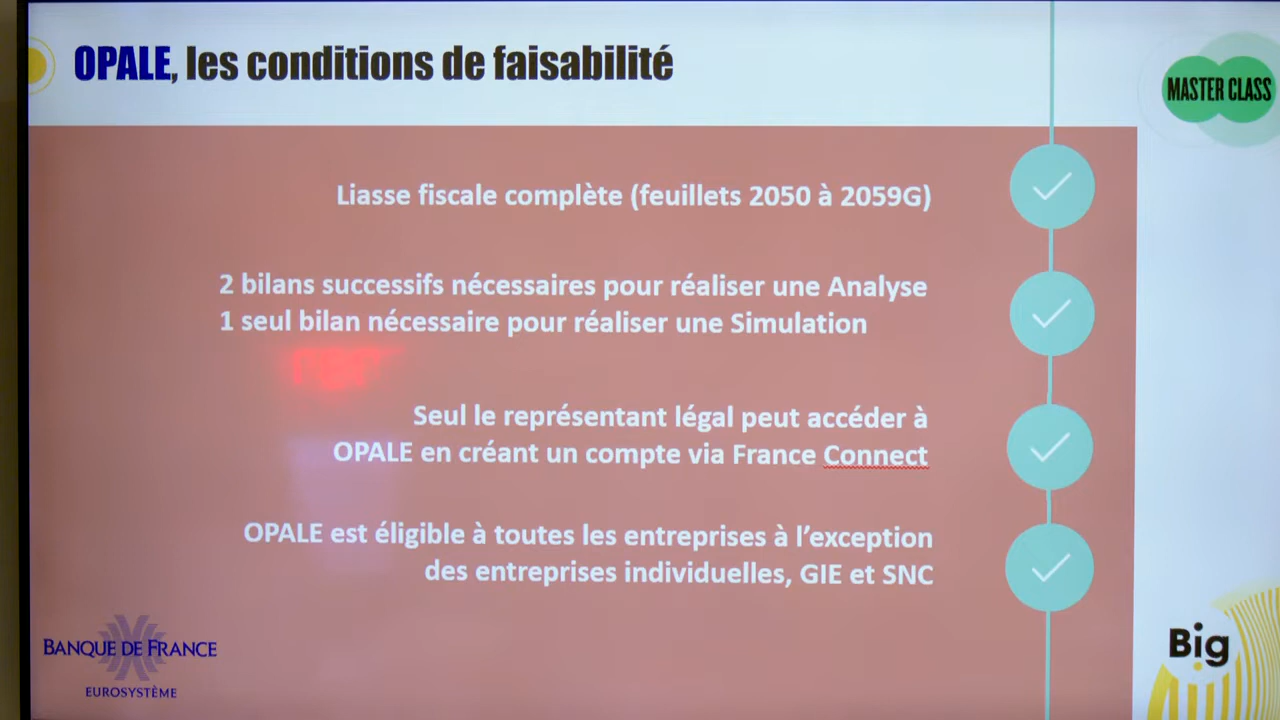 OPALE, les conditions de faisabilité
MASTER CLASS
Liasse fiscale complète (feuillets 2050 à 2059G)
2 bilans successifs nécessaires pour réaliser une Analyse
1 seul bilan nécessaire pour réaliser une Simulation
Seul le représentant légal peut accéder à
OPALE en créant un compte via France Connect
OPALE est éligible à toutes les entreprises à l'exception
des entreprises individuelles, GIE et SNC
BANQUE DE FRANCE
EUROSYSTÈME
Big